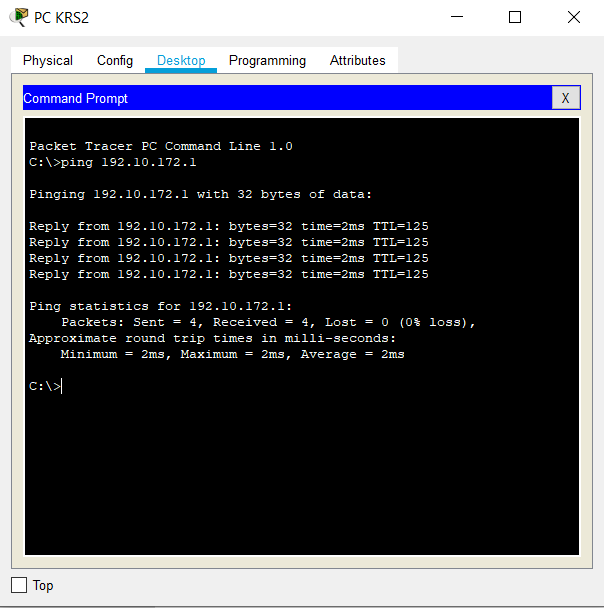 PC KRS2
Physical Config Desktop Programming Attributes
Command Prompt X
Packet Tracer PC Command Line 1.0
C:\>ping 192.10.172.1
Pinging 192.10.172.1 with 32 bytes of data:
Reply from 192.10.172.1: bytes=32 time=2ms TTL=125
Reply from 192.10.172.1: bytes=32 time=2ms TTL=125
Reply from 192.10.172.1: bytes=32 time=2ms TTL=125
Reply from 192.10.172.1: bytes=32 time=2ms TTL=125
Ping statistics for 192.10.172.1:
Packets: Sent = 4, Received = 4, Lost = 0 (0% loss),
Approximate round trip times in milli-seconds:
Minimum = 2ms, Maximum = 2ms, Average = 2ms
C:\>
Top